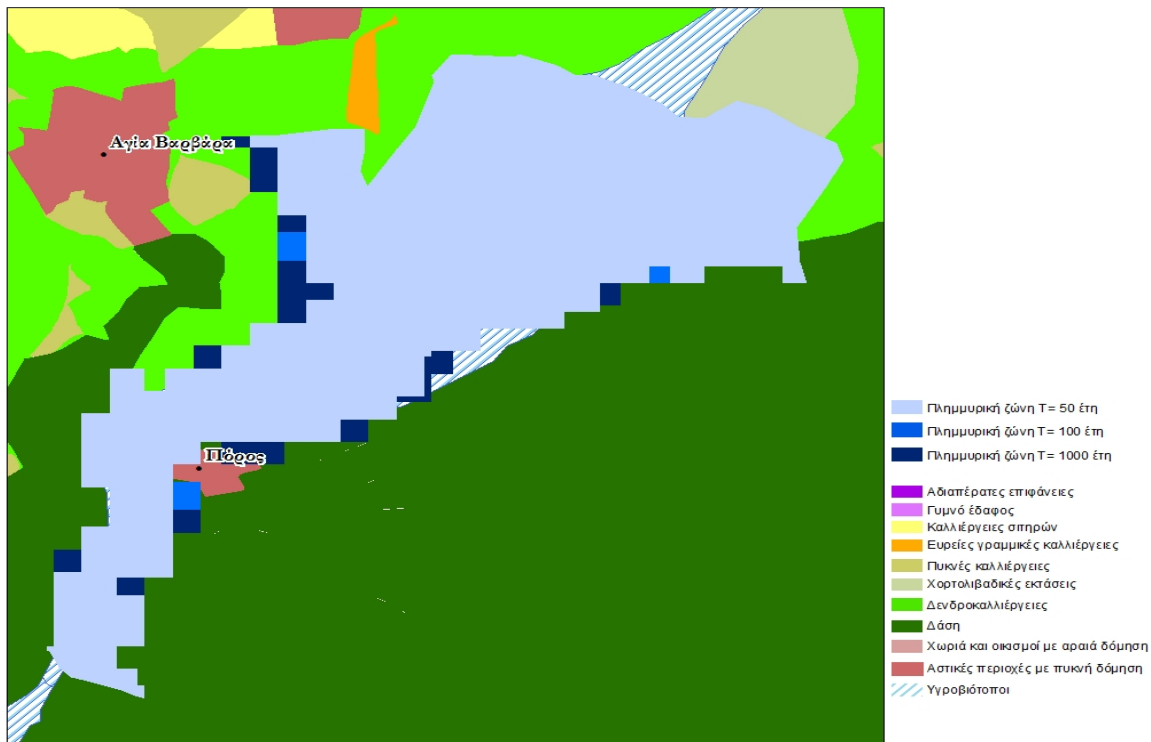 Αγία Βαρβάρα
Πόρος
Πλημμυρική ζώνη Τ= 50 έτη
Πλημμυρική ζώνη Τ= 100 έτη
Πλημμυρική ζώνη Τ= 1000 έτη
Αδιαπέρατες επιφάνειες
Γυμνό έδαφος
Καλλιέργειες σιτηρών
Ευρείες γραμμικές καλλιέργειες
Πυκνές καλλιέργειες
Χορτολιβαδικές εκτάσεις
Δενδροκαλλιέργειες
Δάση
Χωριά και οικισμοί με αραιά δόμηση
Αστικές περιοχές με πυκνή δόμηση
Υγροβιότοποι